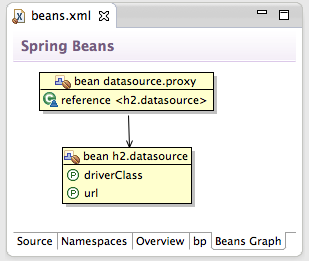 beans.xml
Spring Beans
bean datasource.proxy
reference <h2.datasource>
bean h2.datasource
driverClass
url
Source Namespaces Overview bp Beans Graph